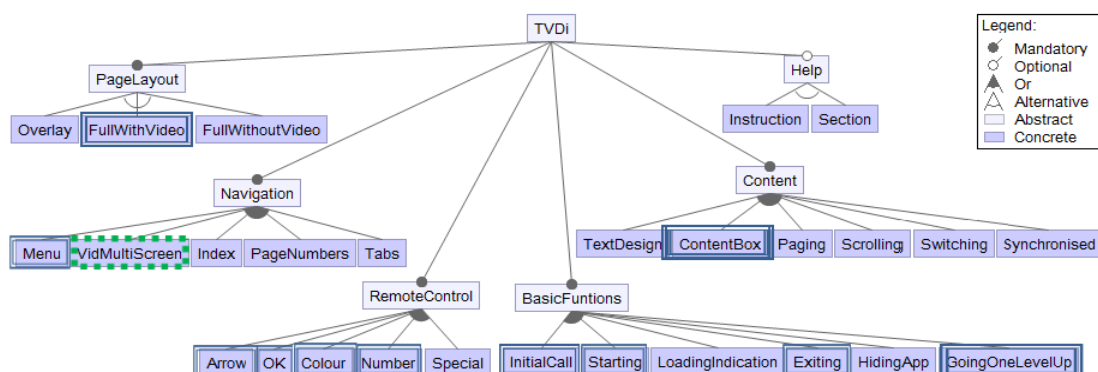 TVDi
Legend:
Mandatory
Optional
Or
Alternative
Abstract
Concrete
PageLayout
Help
Overlay FullWithVideo FullWithoutVideo
Instruction Section
Navigation
Content
Menu VidMultiScreen Index PageNumbers Tabs
TextDesign ContentBox Paging Scrolling Switching Synchronised
RemoteControl
BasicFuntions
Arrow OK Colour Number Special
InitialCall Starting LoadingIndication Exiting HidingApp GoingOneLevelUp